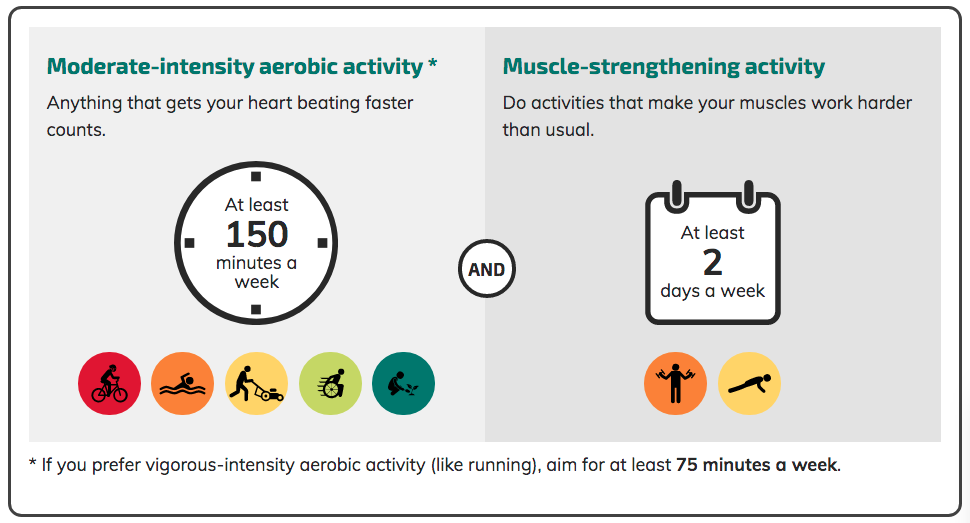 Moderate-intensity aerobic activity *
Anything that gets your heart beating faster
counts.
At least
150
minutes a
week
AND
Muscle-strengthening activity
Do activities that make your muscles work harder
than usual.
At least
2
days a week
* If you prefer vigorous-intensity aerobic activity (like running), aim for at least 75 minutes a week.